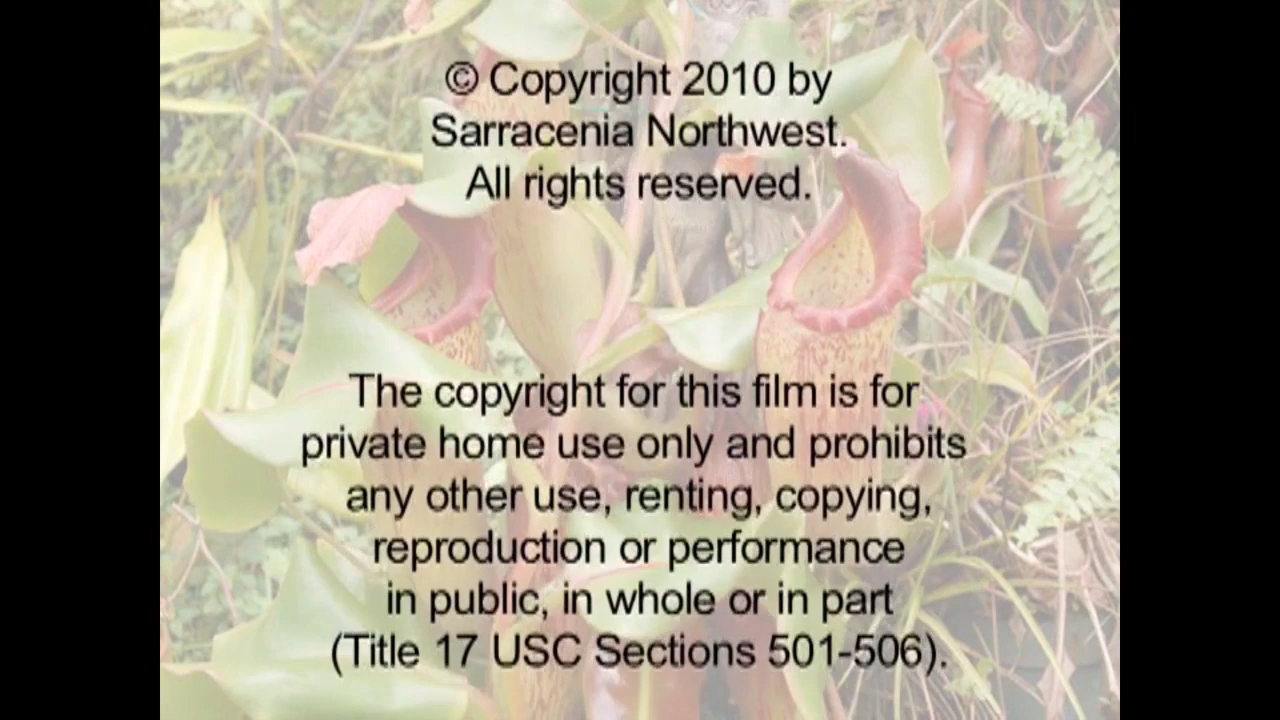 © Copyright 2010 by
Sarracenia Northwest.
All rights reserved.
The copyright for this film is for
private home use only and prohibits
any other use, renting, copying,
reproduction or performance
in public, in whole or in part
(Title 17 USC Sections 501-506).